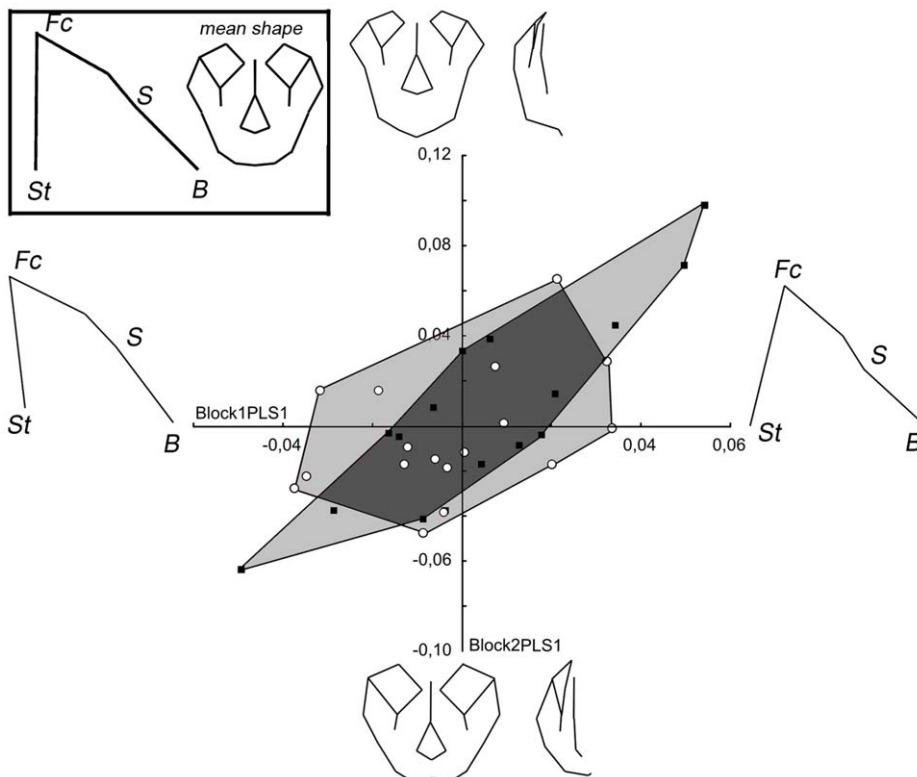 Fc
mean shape
S
St
B
0,12
0,08
0,04
Fc
S
St
B
Fc
S
St
B
Block1PLS1
-0,04
0,04
0,06
-0,06
-0,10
Block2PLS1